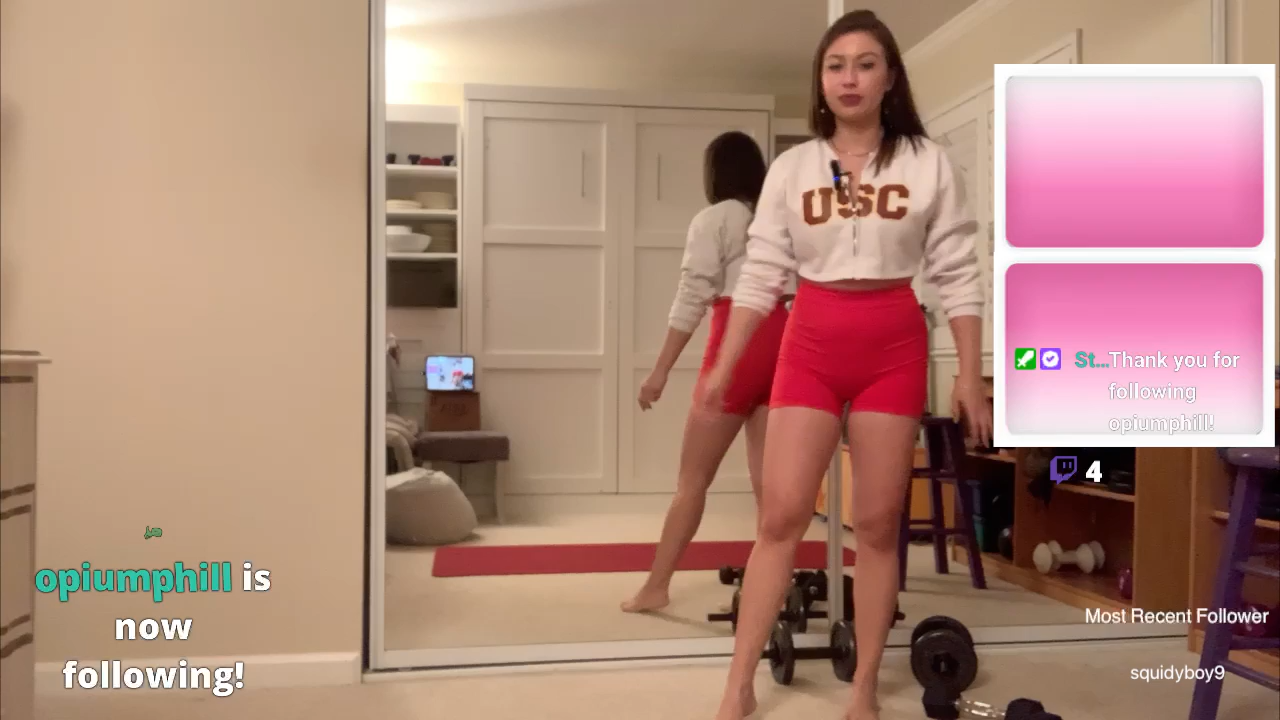 USC
St...Thank you for
following
opiumphill!
4
opiumphill is
now
following!
Most Recent Follower
squidyboy9